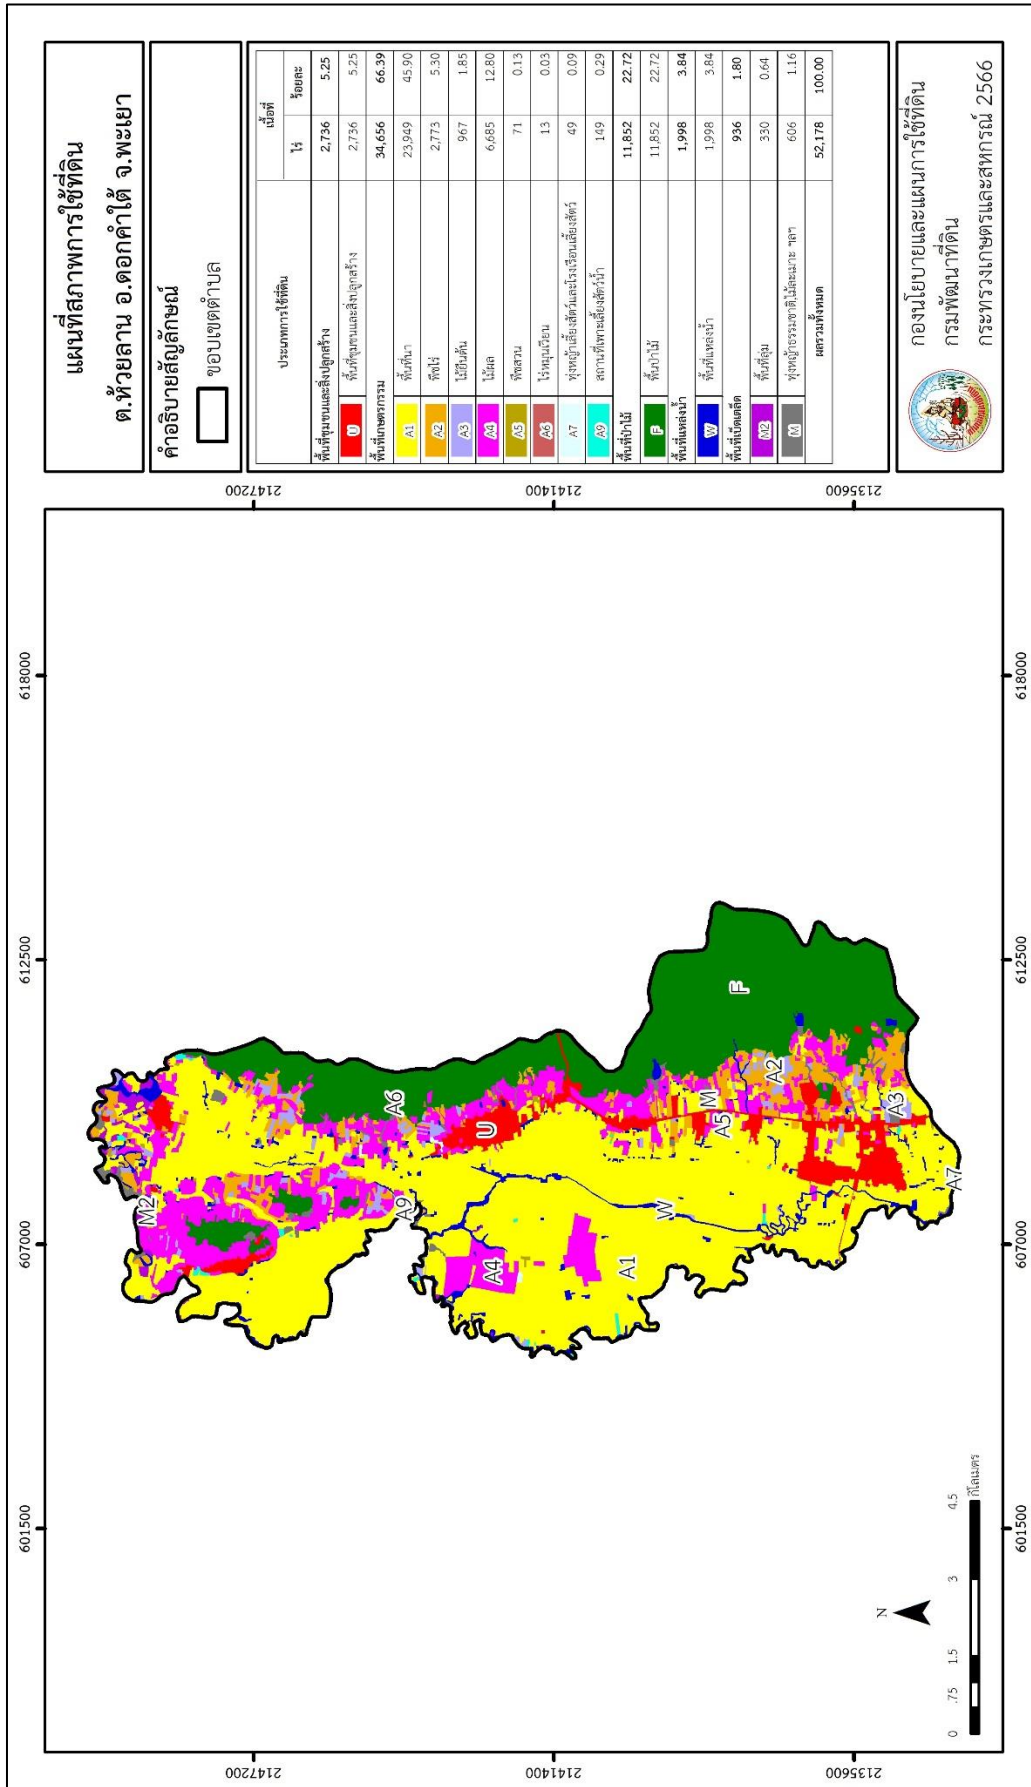 แผนที่สภาพการใช้ที่ดิน
ต.ห้วยลาน อ.ดอกคำใต้ จ.พะเยา
คำอธิบายสัญลักษณ์
ขอบเขตตำบล
ประเภทการใช้ที่ดิน เนื้อที่
ไร่ ร้อยละ
พื้นที่ชุมชนและสิ่งปลูกสร้าง 2,736 5.25
U พื้นที่ชุมชนและสิ่งปลูกสร้าง 2,736 5.25
พื้นที่เกษตรกรรม 34,656 66.39
A1 พื้นที่นา 23,949 45.90
A2 พืชไร่ 2,773 5.30
A3 ไม้ยืนต้น 967 1.85
A4 ไม้ผล 6,685 12.80
A5 พืชสวน 71 0.13
A6 ไร่หมุนเวียน 13 0.03
A7 ทุ่งหญ้าเลี้ยงสัตว์และโรงเรือนเลี้ยงสัตว์ 49 0.09
A9 สถานที่เพาะเลี้ยงสัตว์น้ำ 149 0.29
พื้นที่ป่าไม้ 11,852 22.72
F พื้นป่าไม้ 11,852 22.72
พื้นที่แหล่งน้ำ 1,998 3.84
W พื้นที่แหล่งน้ำ 1,998 3.84
พื้นที่เบ็ดเตล็ด 936 1.80
M2 พื้นที่ลุ่ม 330 0.64
M ทุ่งหญ้าธรรมชาติ,ไม้ละเมาะ ฯลฯ 606 1.16
ผลรวมทั้งหมด 52,178 100.00
กองนโยบายและแผนการใช้ที่ดิน
กรมพัฒนาที่ดิน
กระทรวงเกษตรและสหกรณ์ 2566
601500 607000 612500 618000
2147200 2147200
2141400 2141400
2135600 2135600
601500 607000 612500 618000
M2
A6
A9
U
A4
F
W
A1
M
A2
A5
A3
A7
N
0 .75 1.5 3 4.5
กิโลเมตร